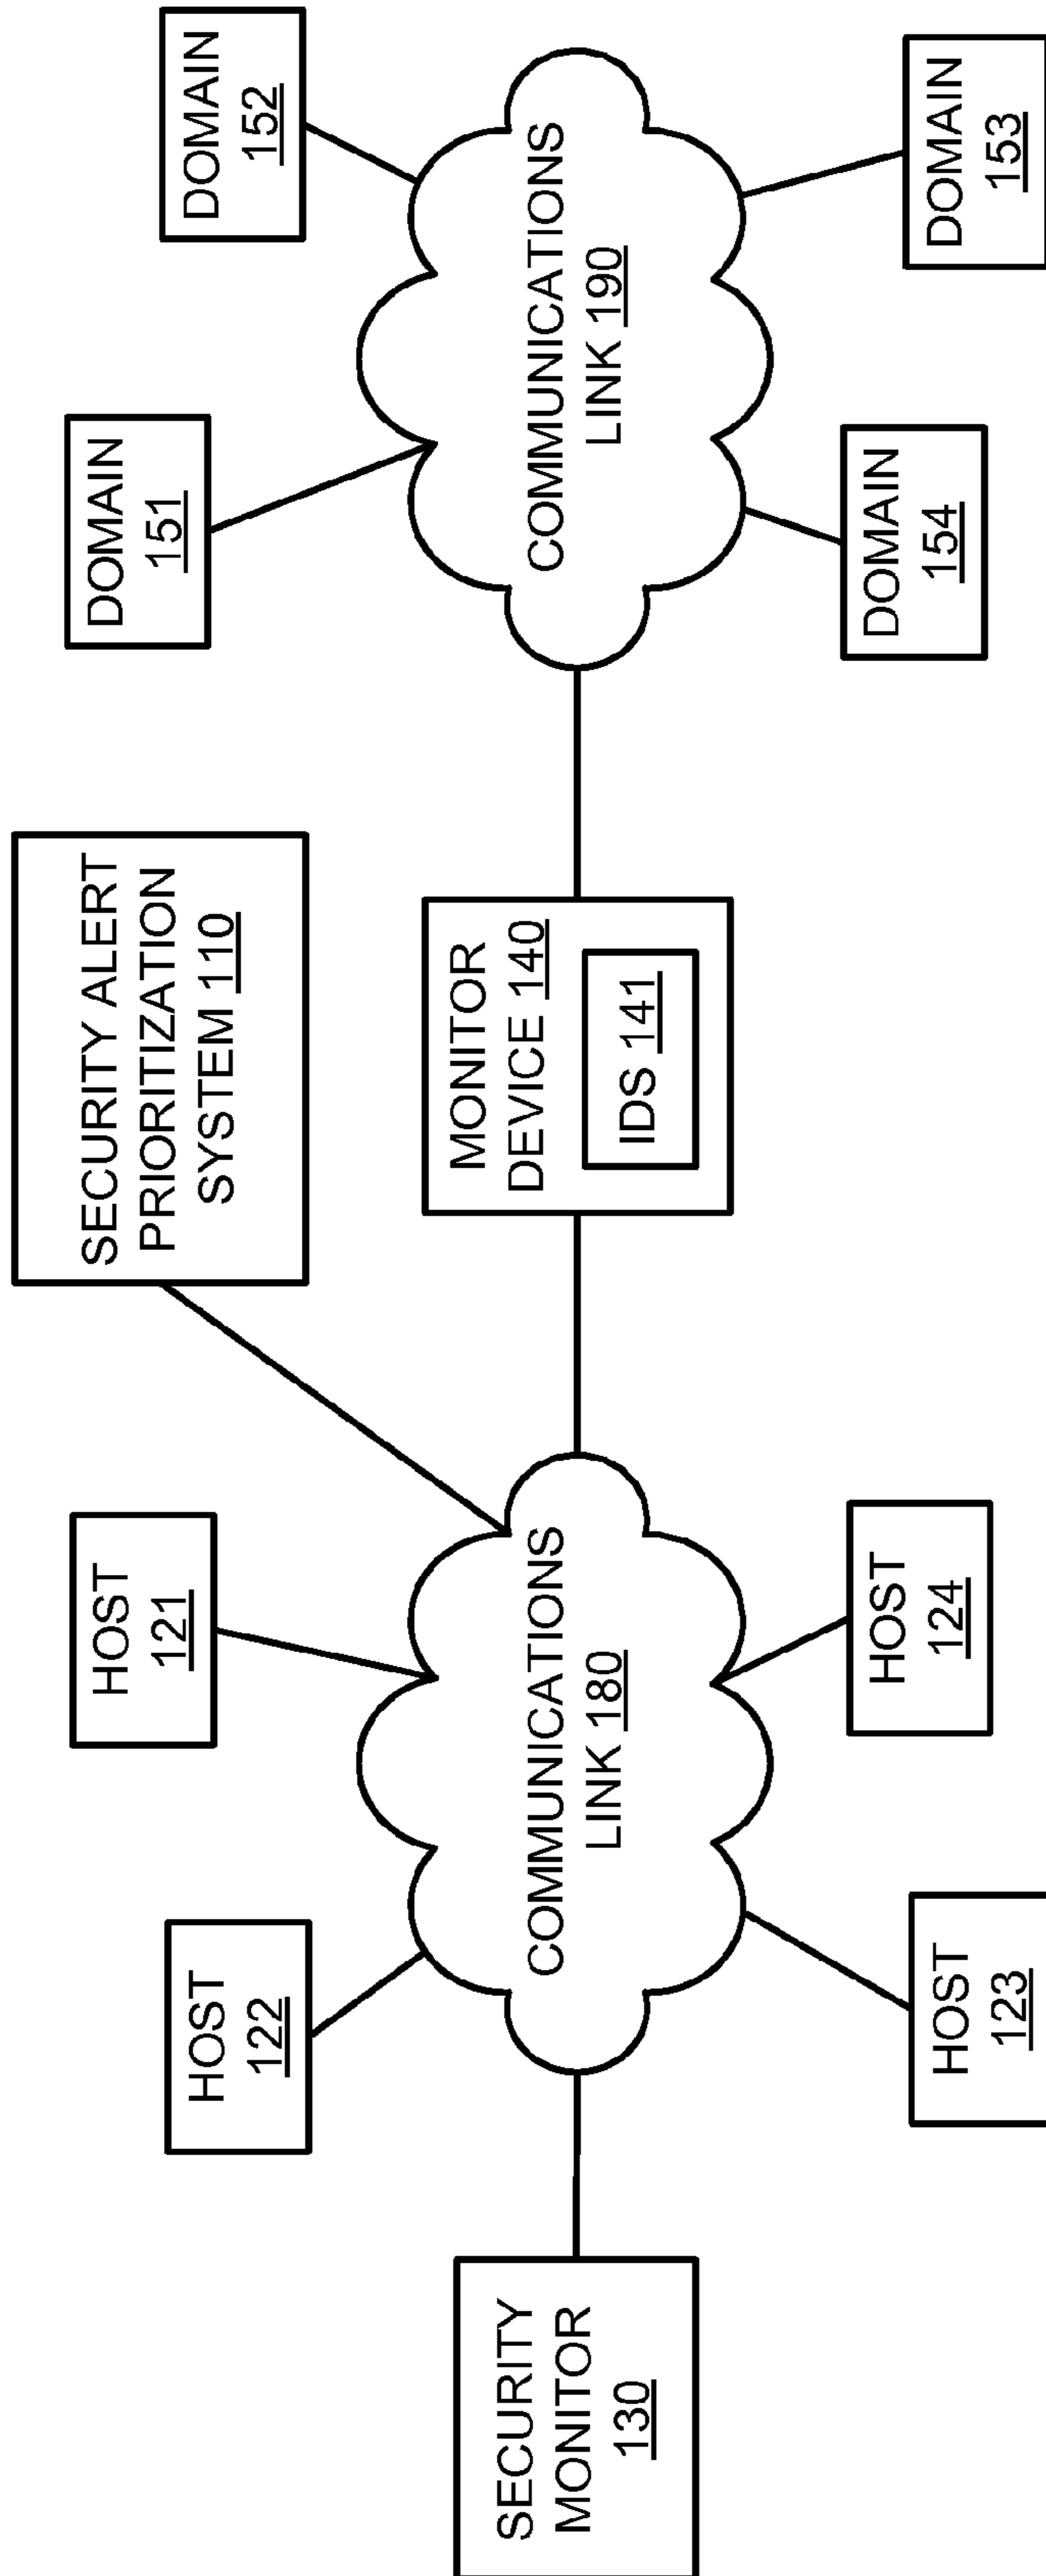 SECURITY ALERT
PRIORITIZATION
SYSTEM 110
HOST
122
HOST
121
DOMAIN
151
DOMAIN
152
SECURITY
MONITOR
130
COMMUNICATIONS
LINK 180
MONITOR
DEVICE 140
IDS 141
COMMUNICATIONS
LINK 190
HOST
123
HOST
124
DOMAIN
154
DOMAIN
153